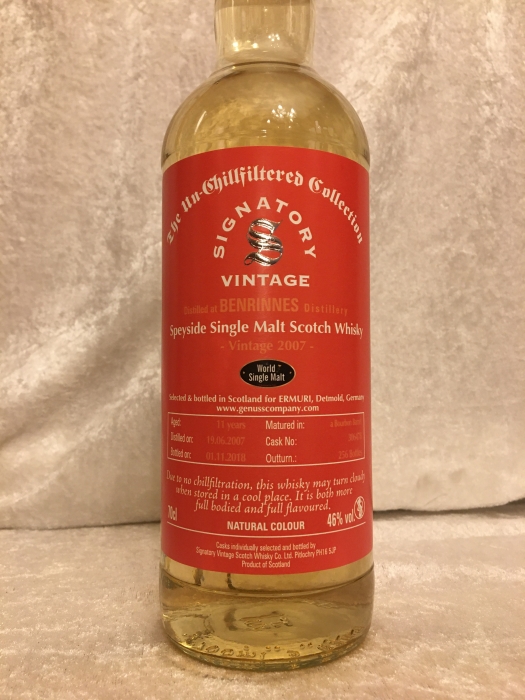 The Un-Chillfiltered Collection
SIGNATORY
S
VINTAGE
Distilled at BENRINNES Distillery
Speyside Single Malt Scotch Whisky
- Vintage 2007 -
World
Single Malt
Selected & bottled in Scotland for ERMURI, Detmold, Germany
www.genusscompany.com
Aged: 11 years Matured in: a Bourbon
Distilled on: 19.06.2007 Cask No:
Bottled on: 01.11.2018 Outturn.: 256 Bottles
Due to no chillfiltration, this whisky may turn cloudy
when stored in a cool place. It is both more
full bodied and full flavoured.
70cl 46% vol.
NATURAL COLOUR
Casks individually selected and bottled by
Signatory Vintage Scotch Whisky Co. Ltd. Pitlochry PH16 5JP
Product of Scotland